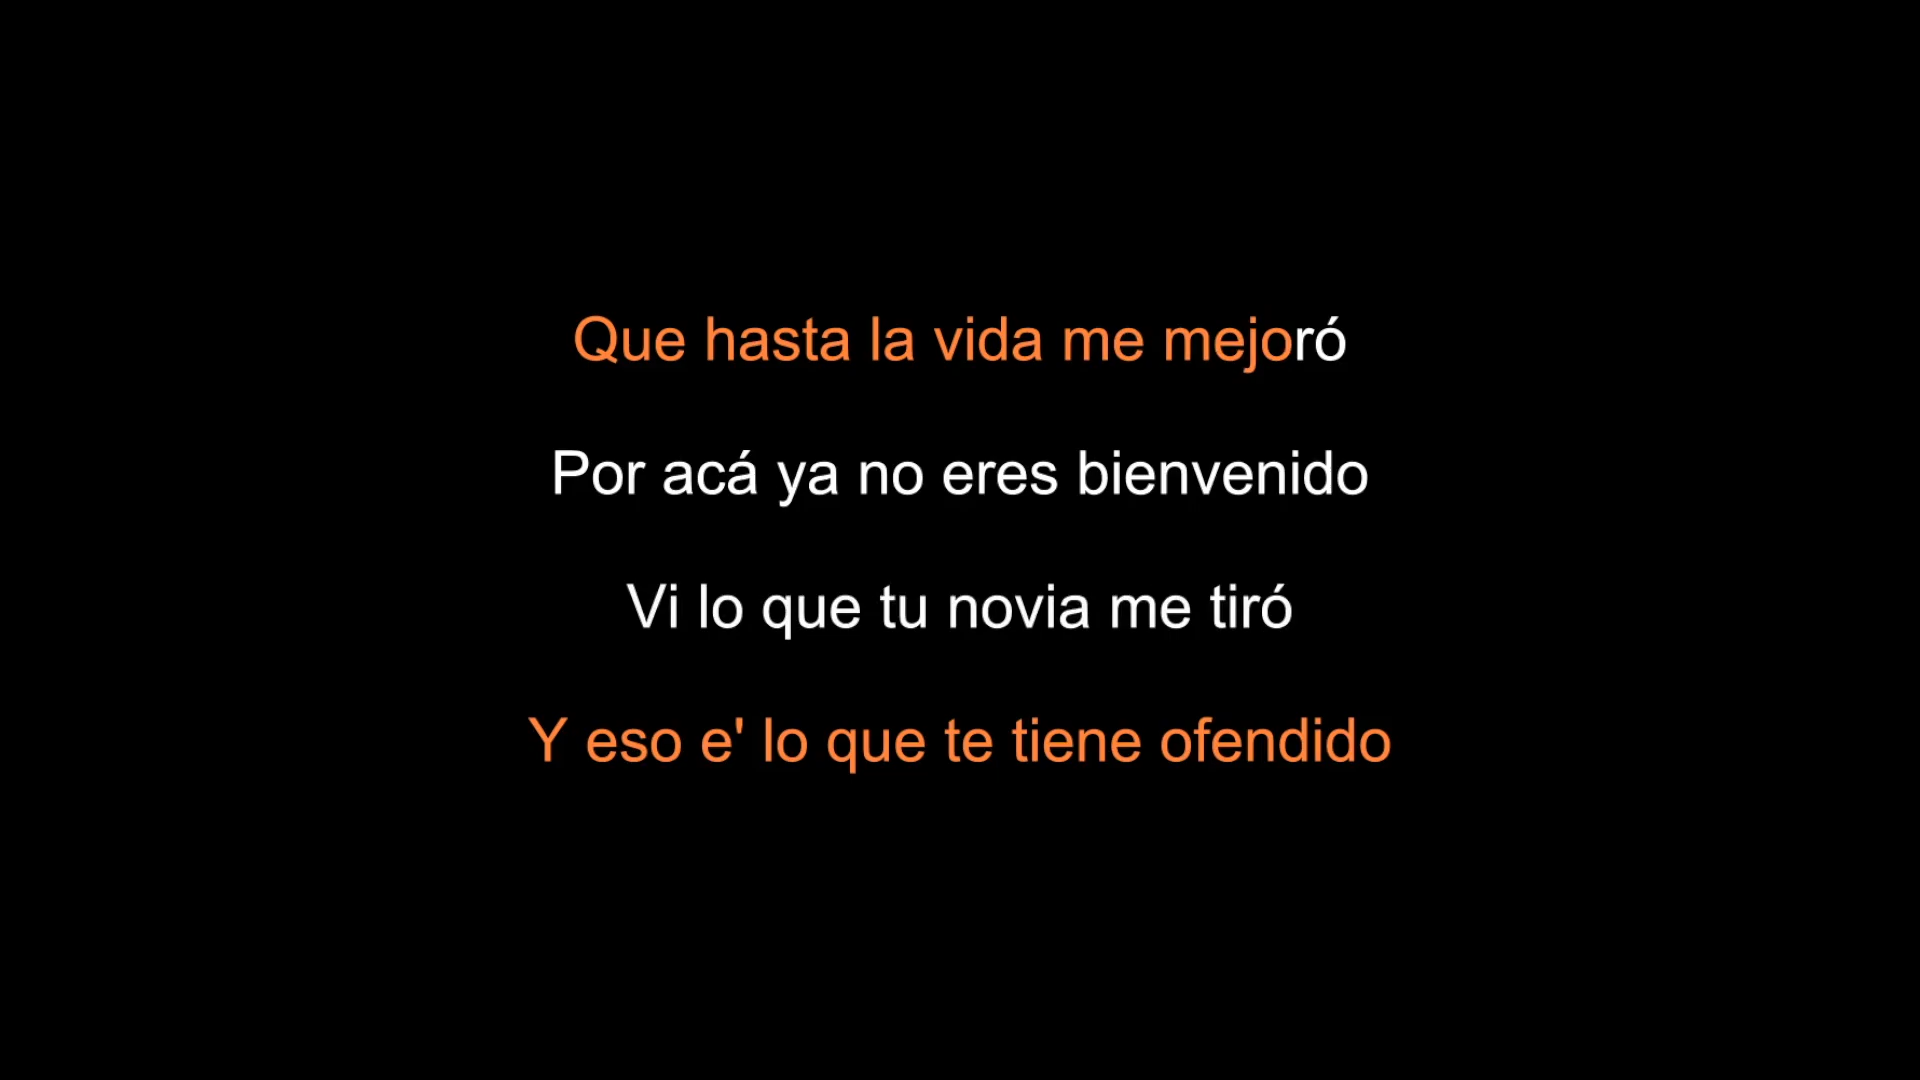 Que hasta la vida me mejoró
Por acá ya no eres bienvenido
Vi lo que tu novia me tiró
Y eso e' lo que te tiene ofendido